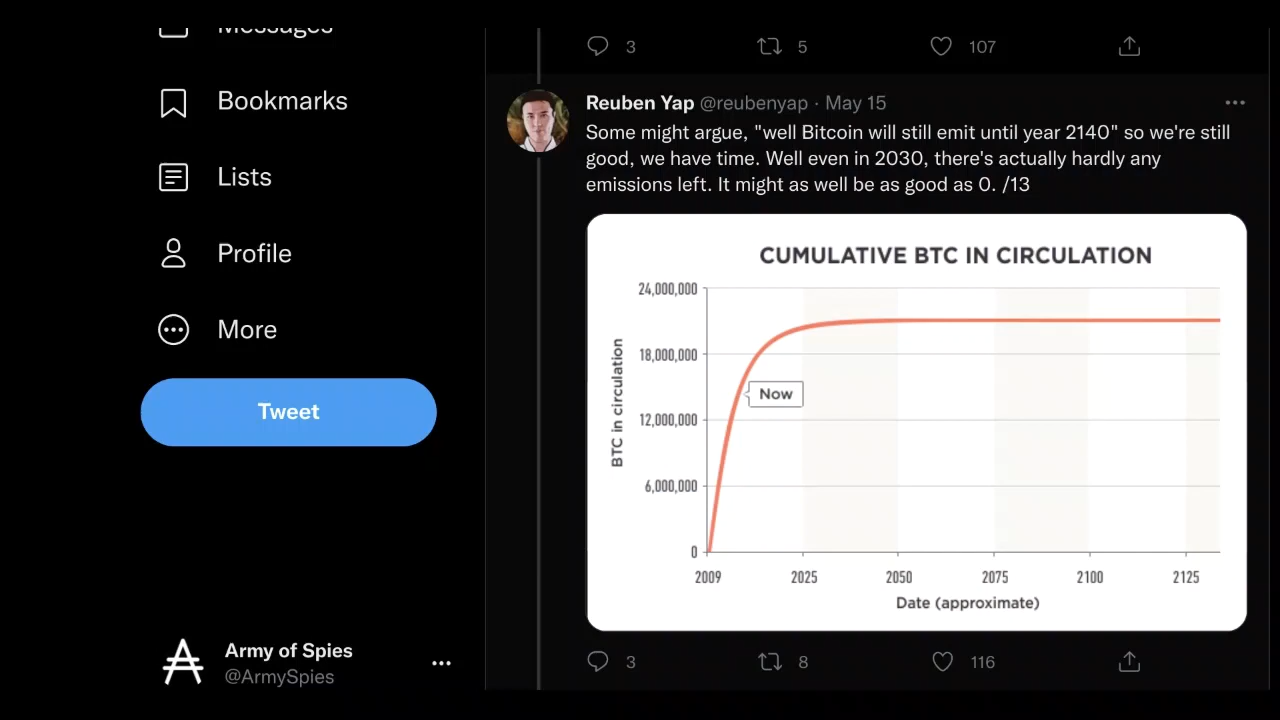 Messages
Bookmarks
Lists
Profile
More
Tweet
Army of Spies
@ArmySpies
3 5 107
Reuben Yap @reubenyap · May 15
Some might argue, "well Bitcoin will still emit until year 2140" so we're still
good, we have time. Well even in 2030, there's actually hardly any
emissions left. It might as well be as good as 0. /13
CUMULATIVE BTC IN CIRCULATION
24,000,000
18,000,000
12,000,000
6,000,000
0
BTC in circulation
Now
2009 2025 2050 2075 2100 2125
Date (approximate)
3 8 116